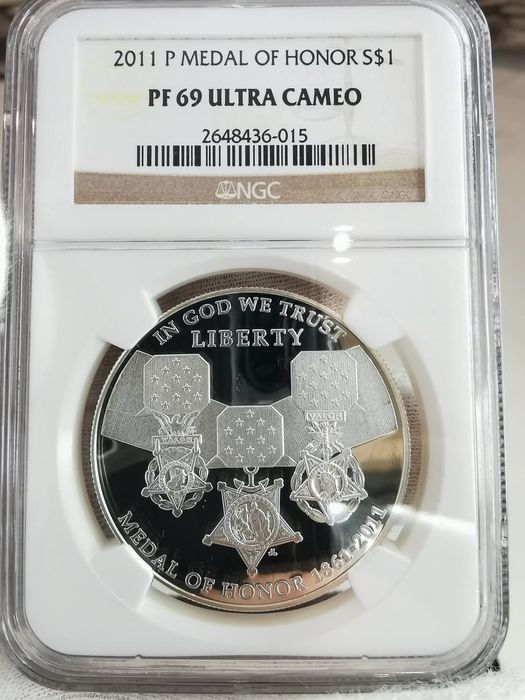 2011 P MEDAL OF HONOR S$1
PF 69 ULTRA CAMEO
2648436-015
NGC
IN GOD WE TRUST
LIBERTY
VALOR
VALOR
MEDAL OF HONOR 1861-2011